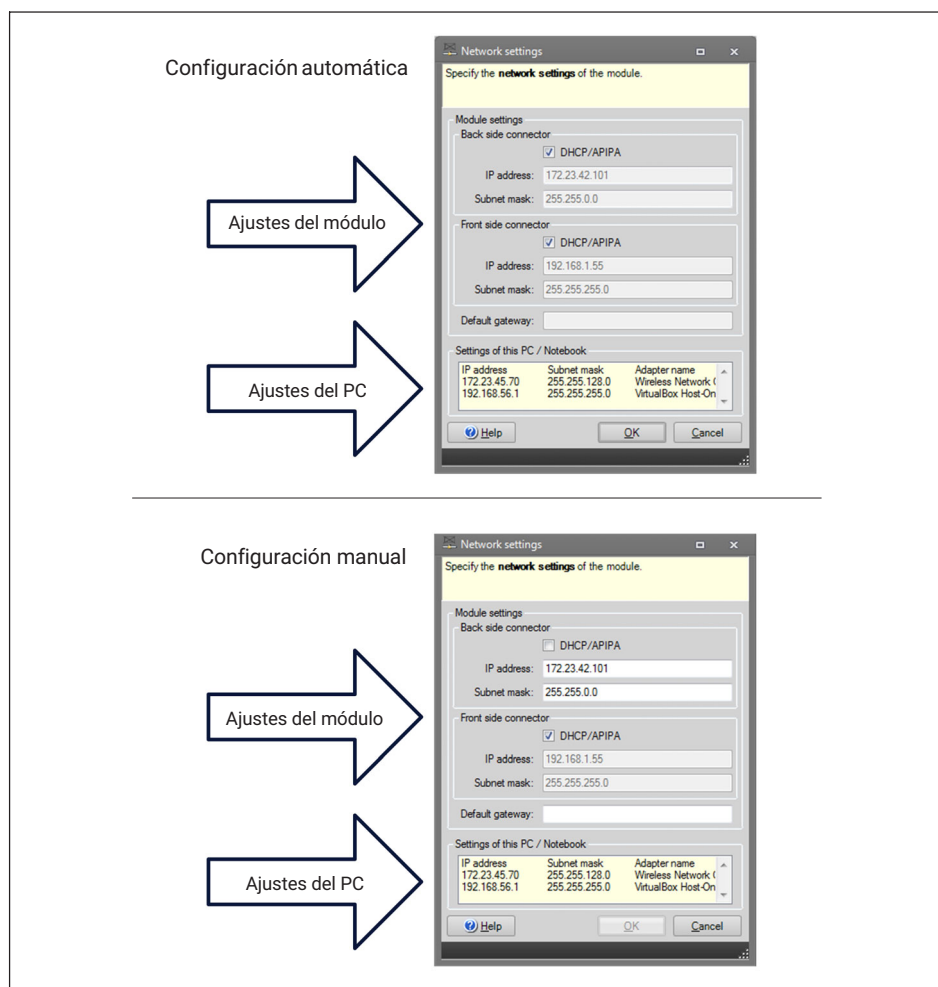 Configuración automática
Network settings
Specify the network settings of the module.
Module settings
Back side connector
DHCP/APIPA
IP address: 172.23.42.101
Subnet mask: 255.255.0.0
Ajustes del módulo
Front side connector
DHCP/APIPA
IP address: 192.168.1.55
Subnet mask: 255.255.255.0
Default gateway:
Settings of this PC / Notebook
IP address Subnet mask Adapter name
172.23.45.70 255.255.128.0 Wireless Network (
192.168.56.1 255.255.255.0 VirtualBox Host-On
Ajustes del PC
Help OK Cancel
Configuración manual
Network settings
Specify the network settings of the module.
Module settings
Back side connector
DHCP/APIPA
IP address: 172.23.42.101
Subnet mask: 255.255.0.0
Ajustes del módulo
Front side connector
DHCP/APIPA
IP address: 192.168.1.55
Subnet mask: 255.255.255.0
Default gateway:
Settings of this PC / Notebook
IP address Subnet mask Adapter name
172.23.45.70 255.255.128.0 Wireless Network (
192.168.56.1 255.255.255.0 VirtualBox Host-On
Ajustes del PC
Help OK Cancel